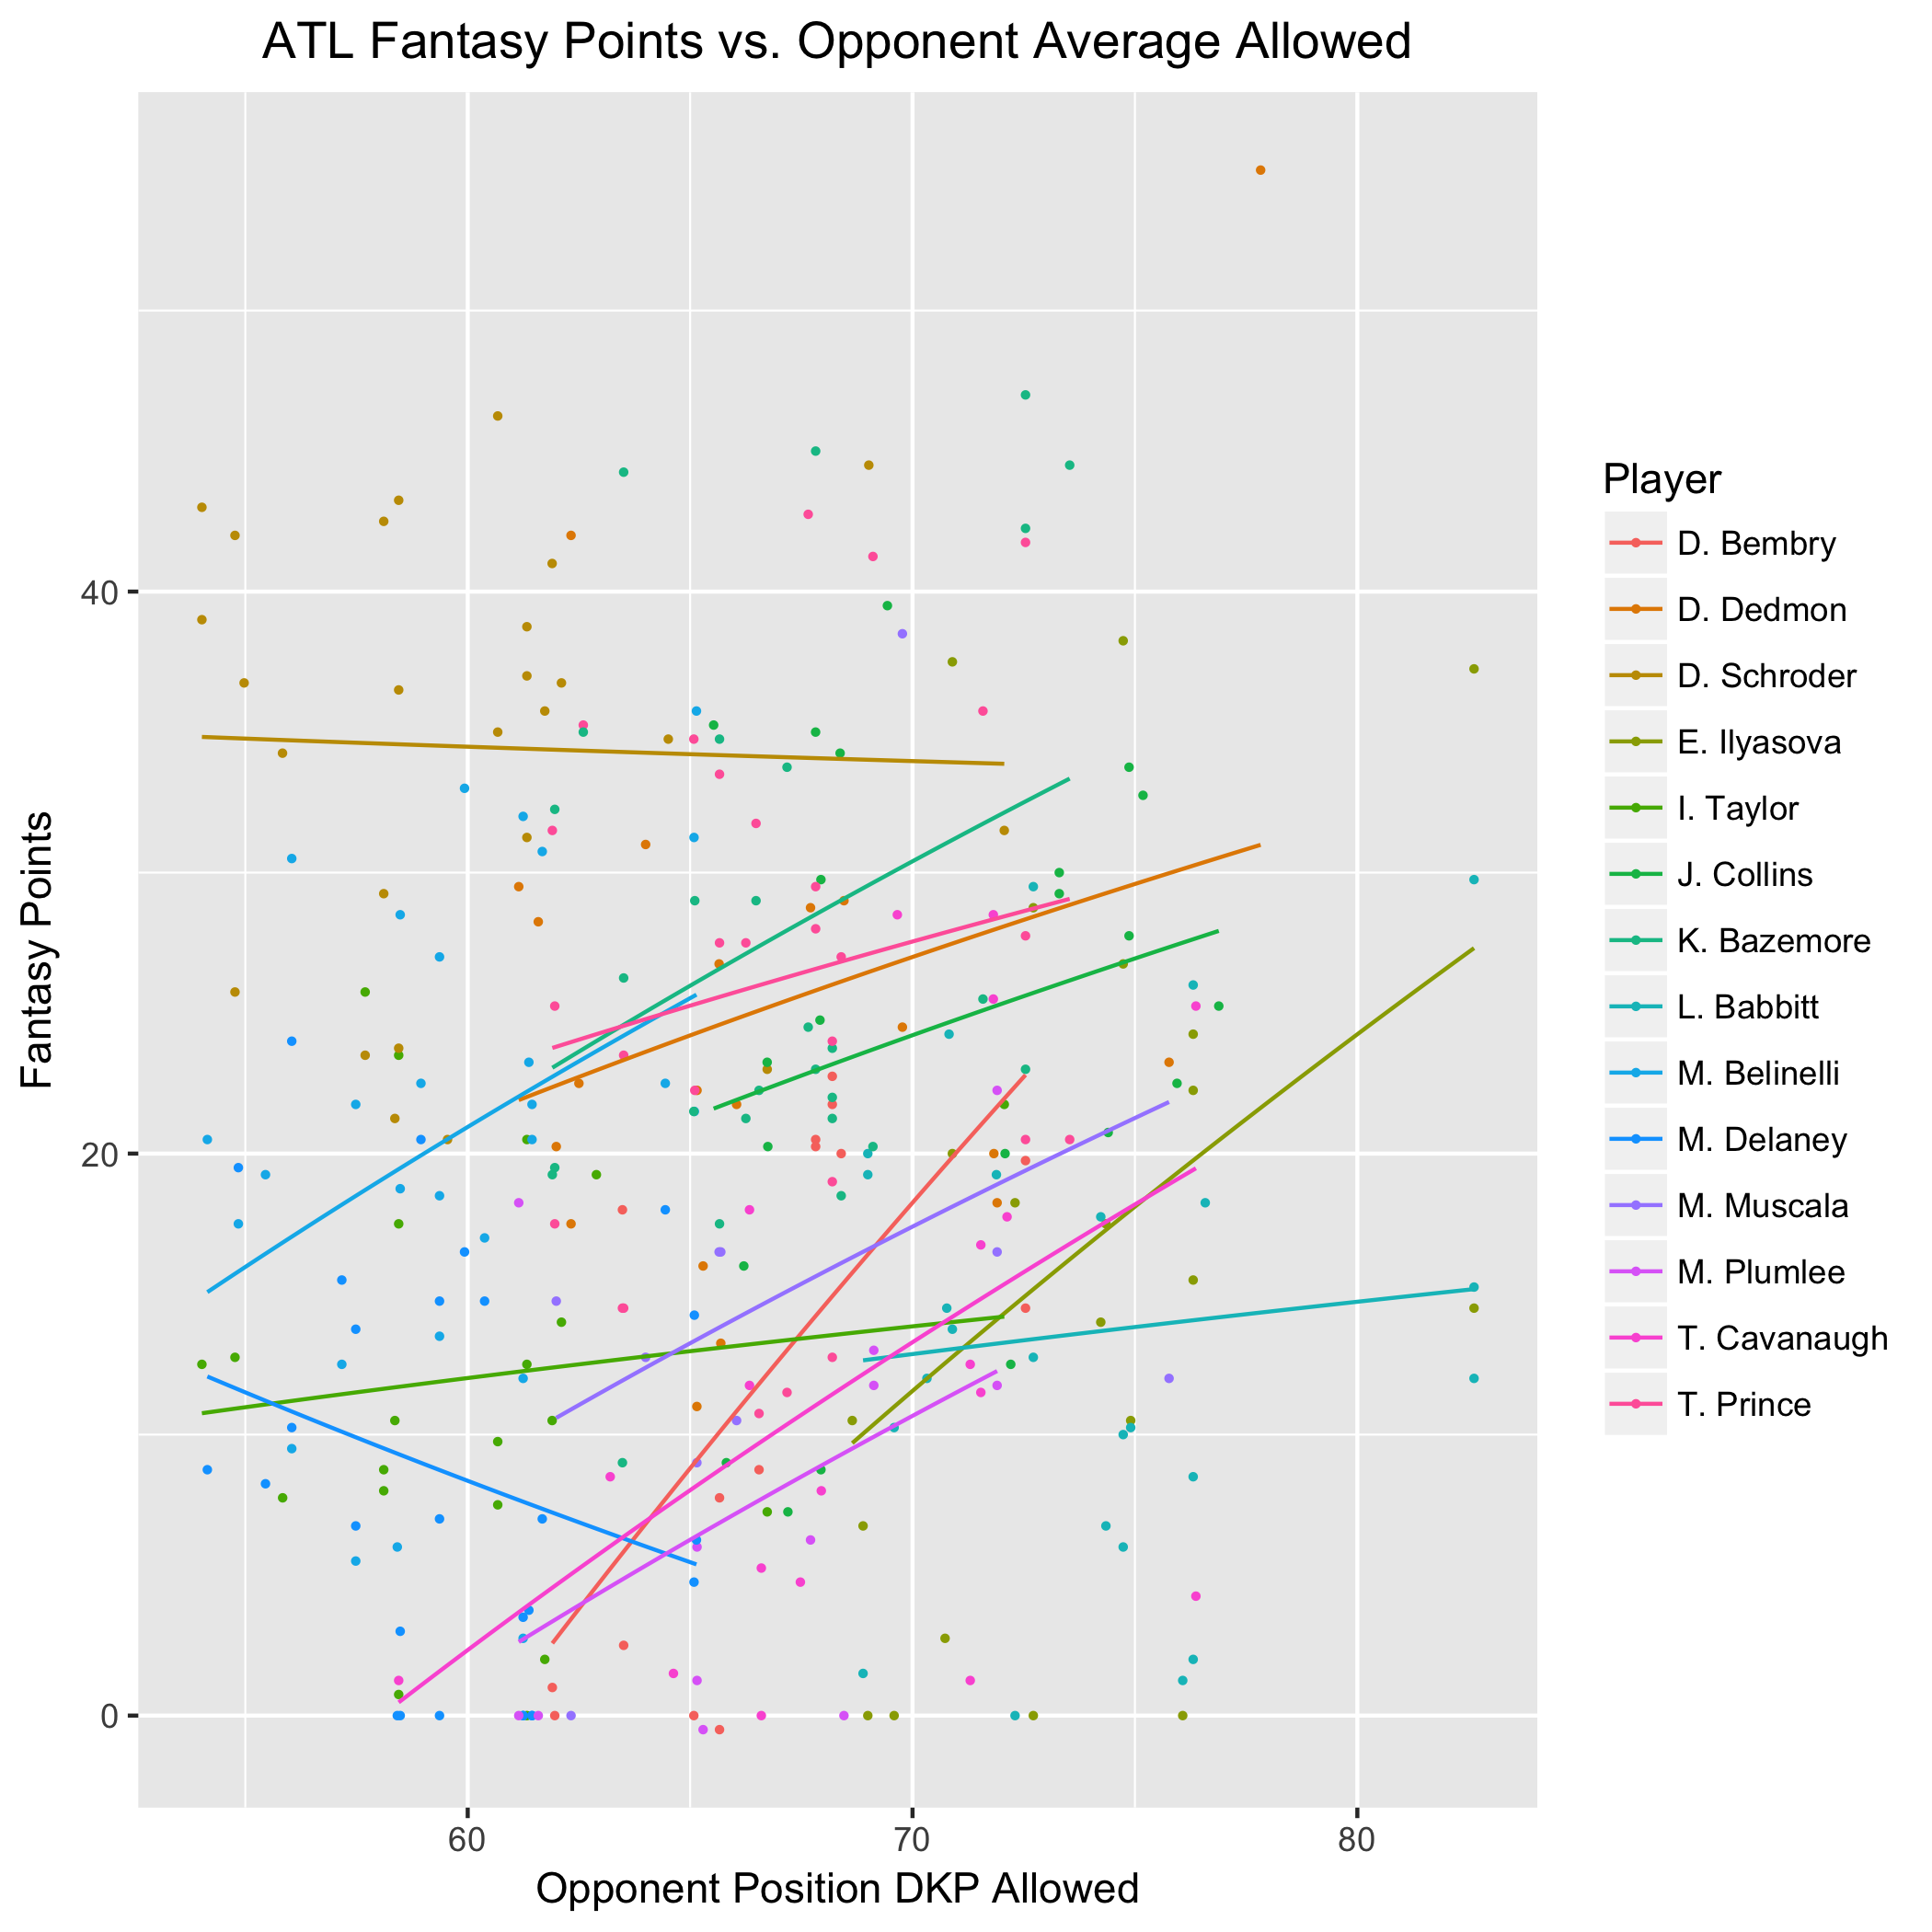 ATL Fantasy Points vs. Opponent Average Allowed
Fantasy Points
40
20
0
60
70
80
Opponent Position DKP Allowed
Player
D. Bembry
D. Dedmon
D. Schroder
E. Ilyasova
I. Taylor
J. Collins
K. Bazemore
L. Babbitt
M. Belinelli
M. Delaney
M. Muscala
M. Plumlee
T. Cavanaugh
T. Prince